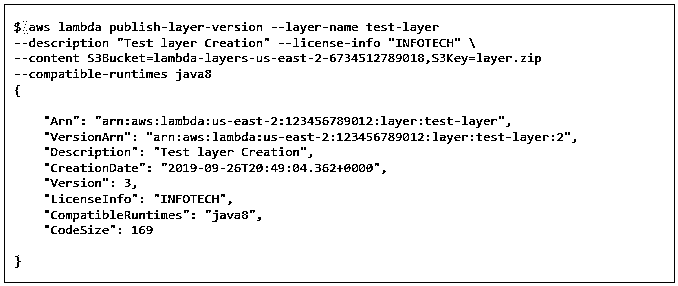 $ aws lambda publish-layer-version --layer-name test-layer
--description "Test layer Creation" --license-info "INFOTECH" \
--content S3Bucket=lambda-layers-us-east-2-6734512789018,S3Key=layer.zip
--compatible-runtimes java8
{
"Arn": "arn:aws:lambda:us-east-2:123456789012:layer:test-layer",
"VersionArn": "arn:aws:lambda:us-east-2:123456789012:layer:test-layer:2",
"Description": "Test layer Creation",
"CreationDate": "2019-09-26T20:49:04.362+0000",
"Version": 3,
"LicenseInfo": "INFOTECH",
"CompatibleRuntimes": "java8",
"CodeSize": 169
}